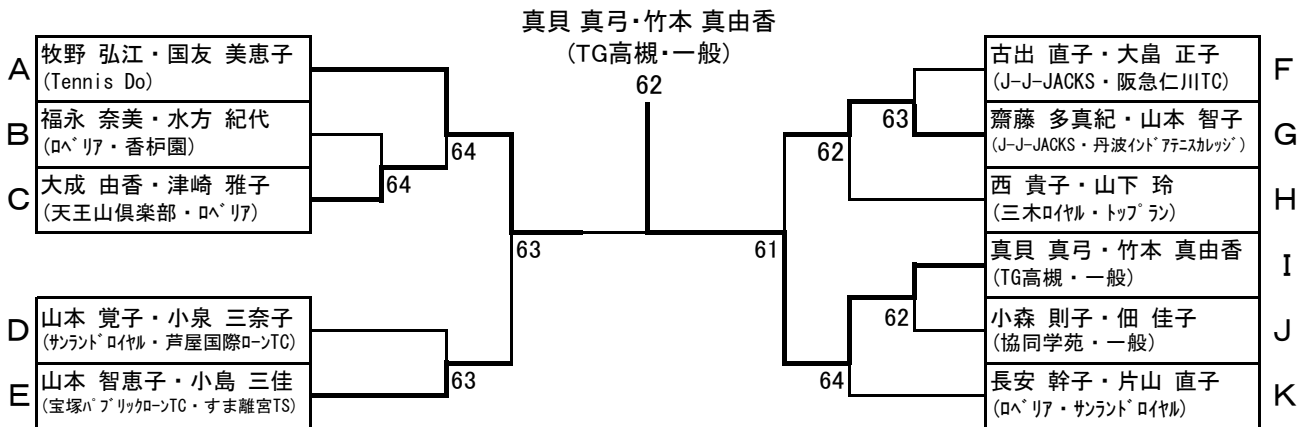 真貝 真弓・竹本 真由香
(TG高槻・一般)
62
A
牧野 弘江・国友 美恵子
(Tennis Do)
B
福永 奈美・水方 紀代
(ﾛﾍﾞﾘｱ・香枦園)
C
大成 由香・津崎 雅子
(天王山倶楽部・ﾛﾍﾞﾘｱ)
64
64
63
D
山本 覚子・小泉 三奈子
(ｻﾝﾗﾝﾄﾞﾛｲﾔﾙ・芦屋国際ﾛｰﾝTC)
E
山本 智恵子・小島 三佳
(宝塚ﾊﾟﾌﾞﾘｯｸﾛｰﾝTC・すま離宮TS)
63
古出 直子・大畠 正子
(J-J-JACKS・阪急仁川TC)
F
齋藤 多真紀・山本 智子
(J-J-JACKS・丹波ｲﾝﾄﾞｱﾃﾆｽｶﾚｯｼﾞ)
G
63
62
西 貴子・山下 玲
(三木ﾛｲﾔﾙ・ﾄｯﾌﾟﾗﾝ)
H
61
真貝 真弓・竹本 真由香
(TG高槻・一般)
I
62
小森 則子・佃 佳子
(協同学苑・一般)
J
64
長安 幹子・片山 直子
(ﾛﾍﾞﾘｱ・ｻﾝﾗﾝﾄﾞﾛｲﾔﾙ)
K